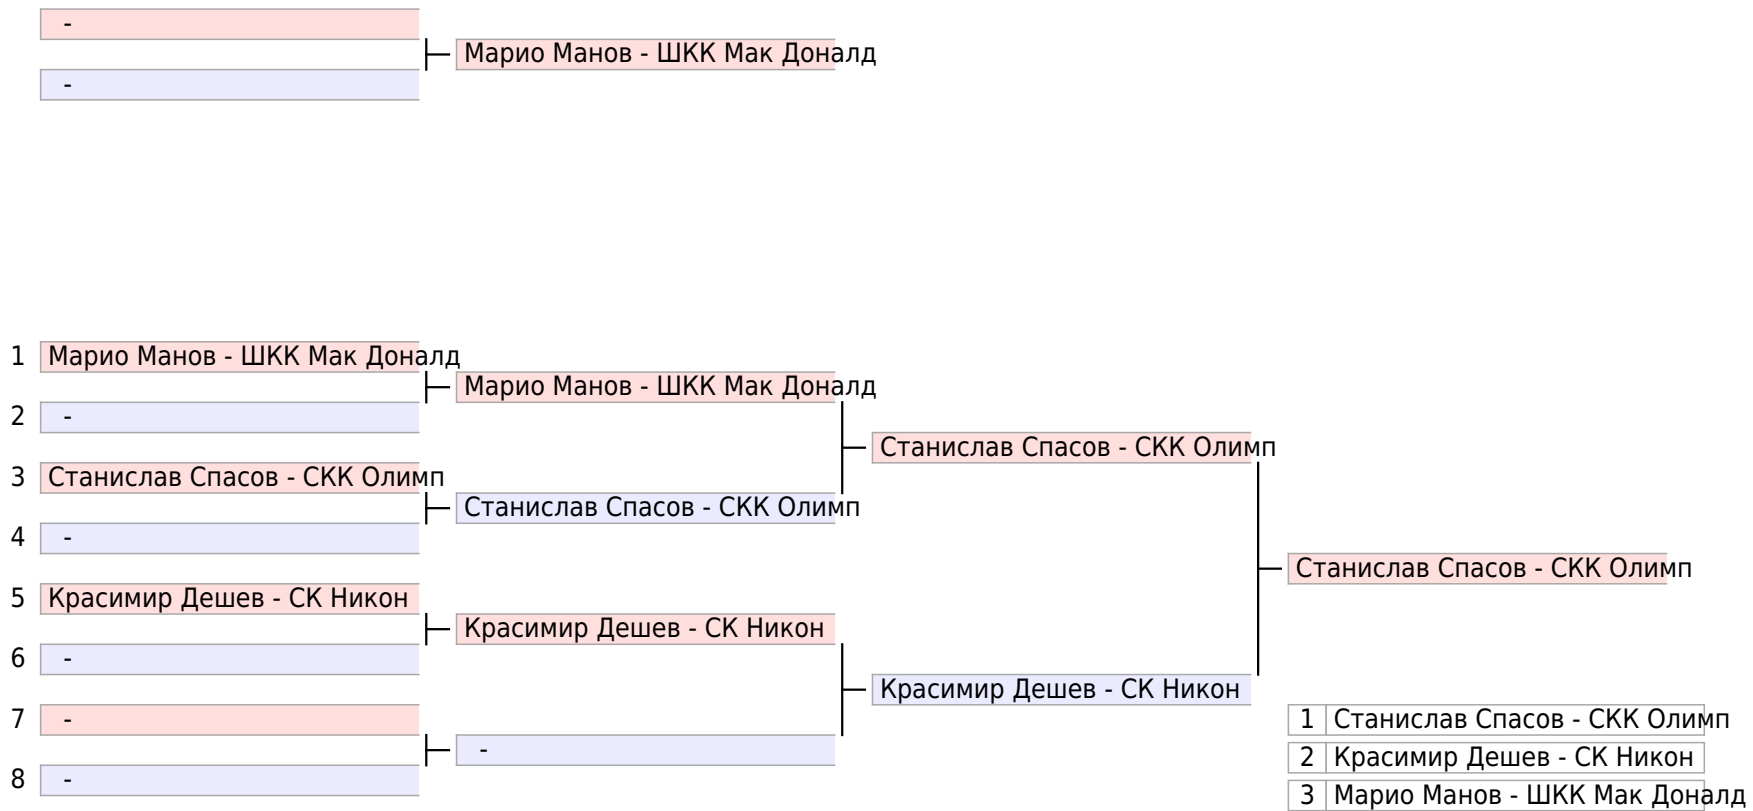 -
Марио Манов - ШКК Мак Доналд
-
1 Марио Манов - ШКК Мак Доналд
Марио Манов - ШКК Мак Доналд
2 -
Станислав Спасов - СКК Олимп
3 Станислав Спасов - СКК Олимп
Станислав Спасов - СКК Олимп
4 -
Станислав Спасов - СКК Олимп
5 Красимир Дешев - СК Никон
Красимир Дешев - СК Никон
6 -
Красимир Дешев - СК Никон
7 -
-
8 -
1 Станислав Спасов - СКК Олимп
2 Красимир Дешев - СК Никон
3 Марио Манов - ШКК Мак Доналд